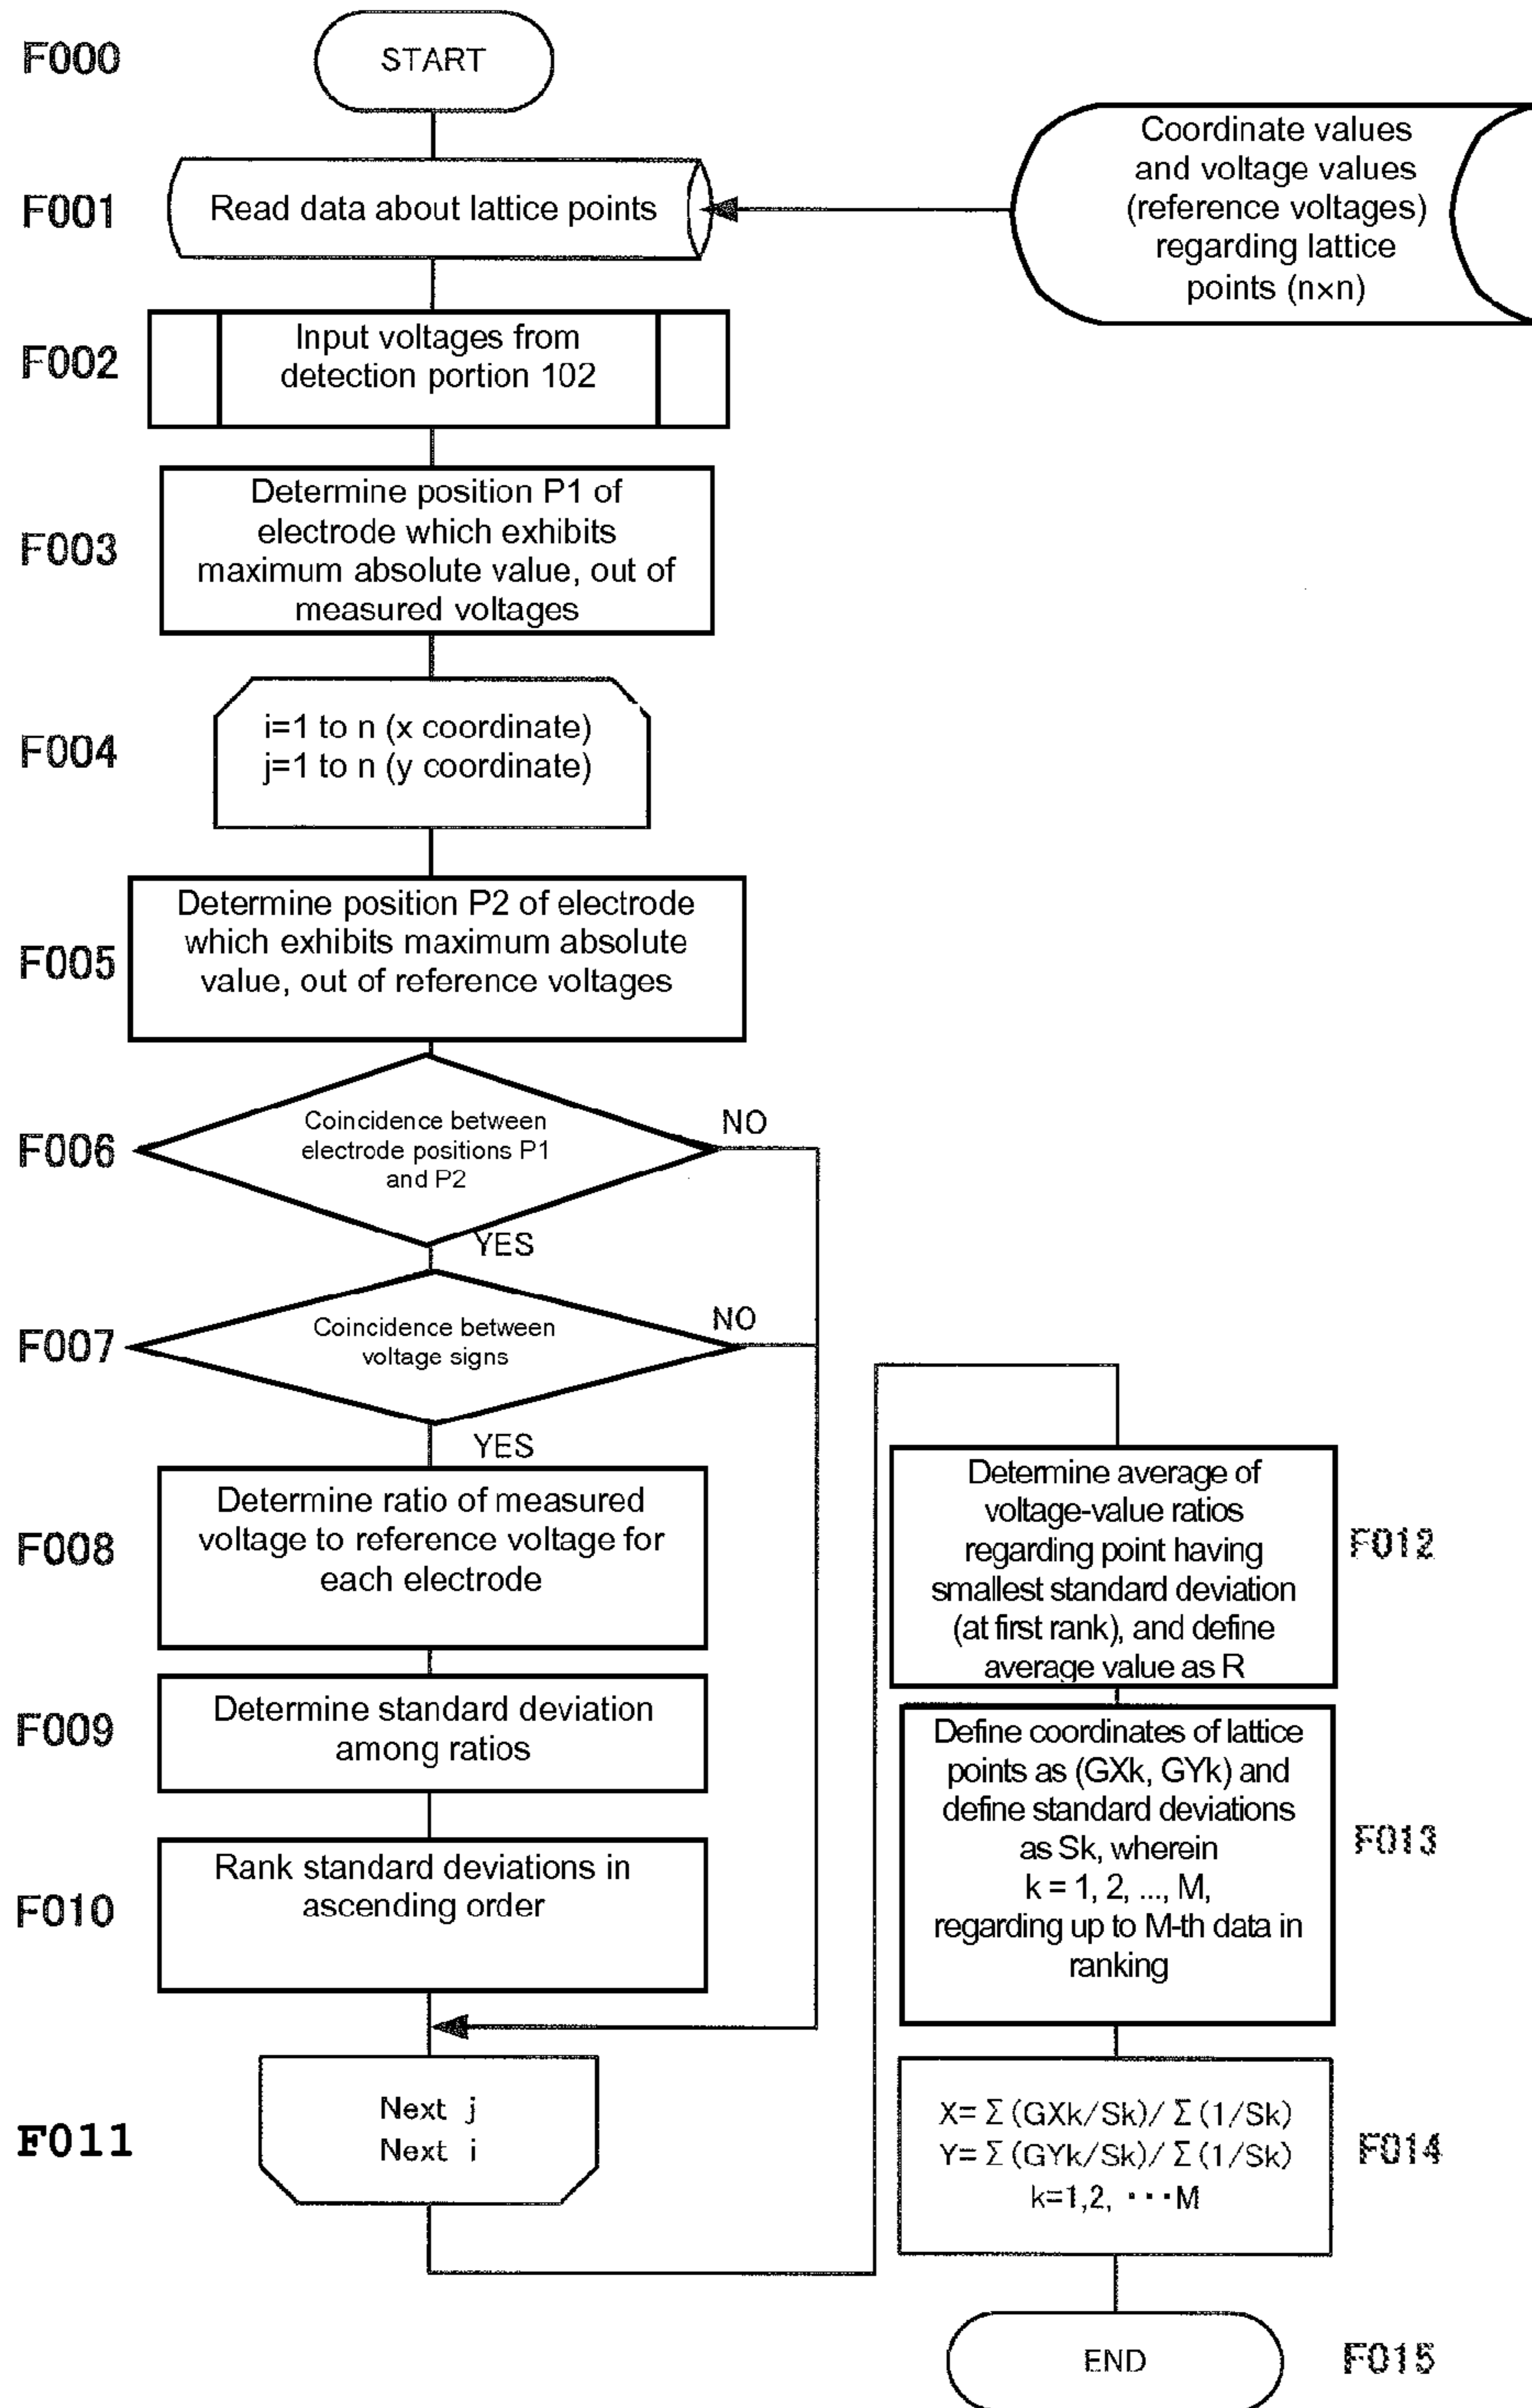 F000
START
F001
Read data about lattice points
Coordinate values
and voltage values
(reference voltages)
regarding lattice
points (n×n)
F002
Input voltages from
detection portion 102
F003
Determine position P1 of
electrode which exhibits
maximum absolute value, out of
measured voltages
F004
i=1 to n (x coordinate)
j=1 to n (y coordinate)
F005
Determine position P2 of electrode
which exhibits maximum absolute
value, out of reference voltages
F006
Coincidence between
electrode positions P1
and P2
NO
YES
F007
Coincidence between
voltage signs
NO
YES
F008
Determine ratio of measured
voltage to reference voltage for
each electrode
F009
Determine standard deviation
among ratios
F010
Rank standard deviations in
ascending order
F011
Next j
Next i
Determine average of
voltage-value ratios
regarding point having
smallest standard deviation
(at first rank), and define
average value as R
F012
Define coordinates of lattice
points as (GXk, GYk) and
define standard deviations
as Sk, wherein
k = 1, 2, ..., M,
regarding up to M-th data in
ranking
F013
X=Σ(GXk/Sk)/Σ(1/Sk)
Y=Σ(GYk/Sk)/Σ(1/Sk)
k=1,2, ・・・M
F014
END
F015